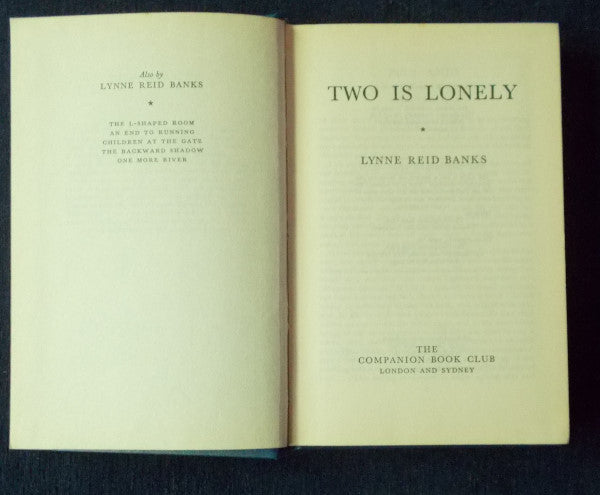 Also by
LYNNE REID BANKS
★
THE L-SHAPED ROOM
AN END TO RUNNING
CHILDREN AT THE GATE
THE BACKWARD SHADOW
ONE MORE RIVER
TWO IS LONELY
★
LYNNE REID BANKS
THE
COMPANION BOOK CLUB
LONDON AND SYDNEY